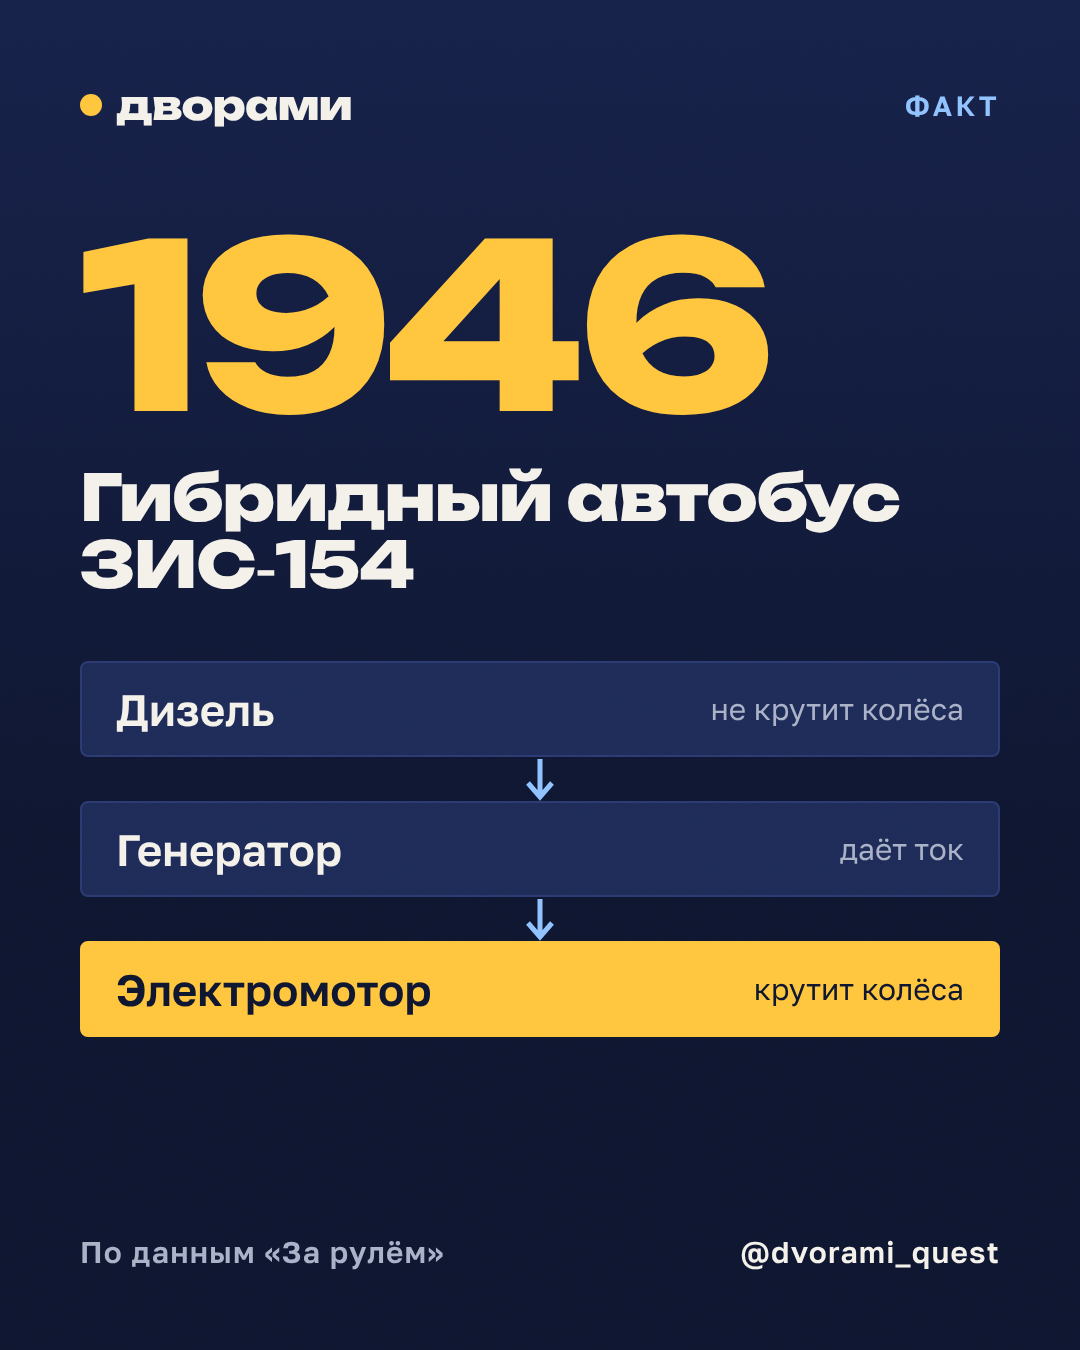 дворами
ФАКТ
1946
Гибридный автобус
ЗИС-154
Дизель
не крутит колёса
Генератор
даёт ток
Электромотор
крутит колёса
По данным «За рулём»
@dvorami_quest